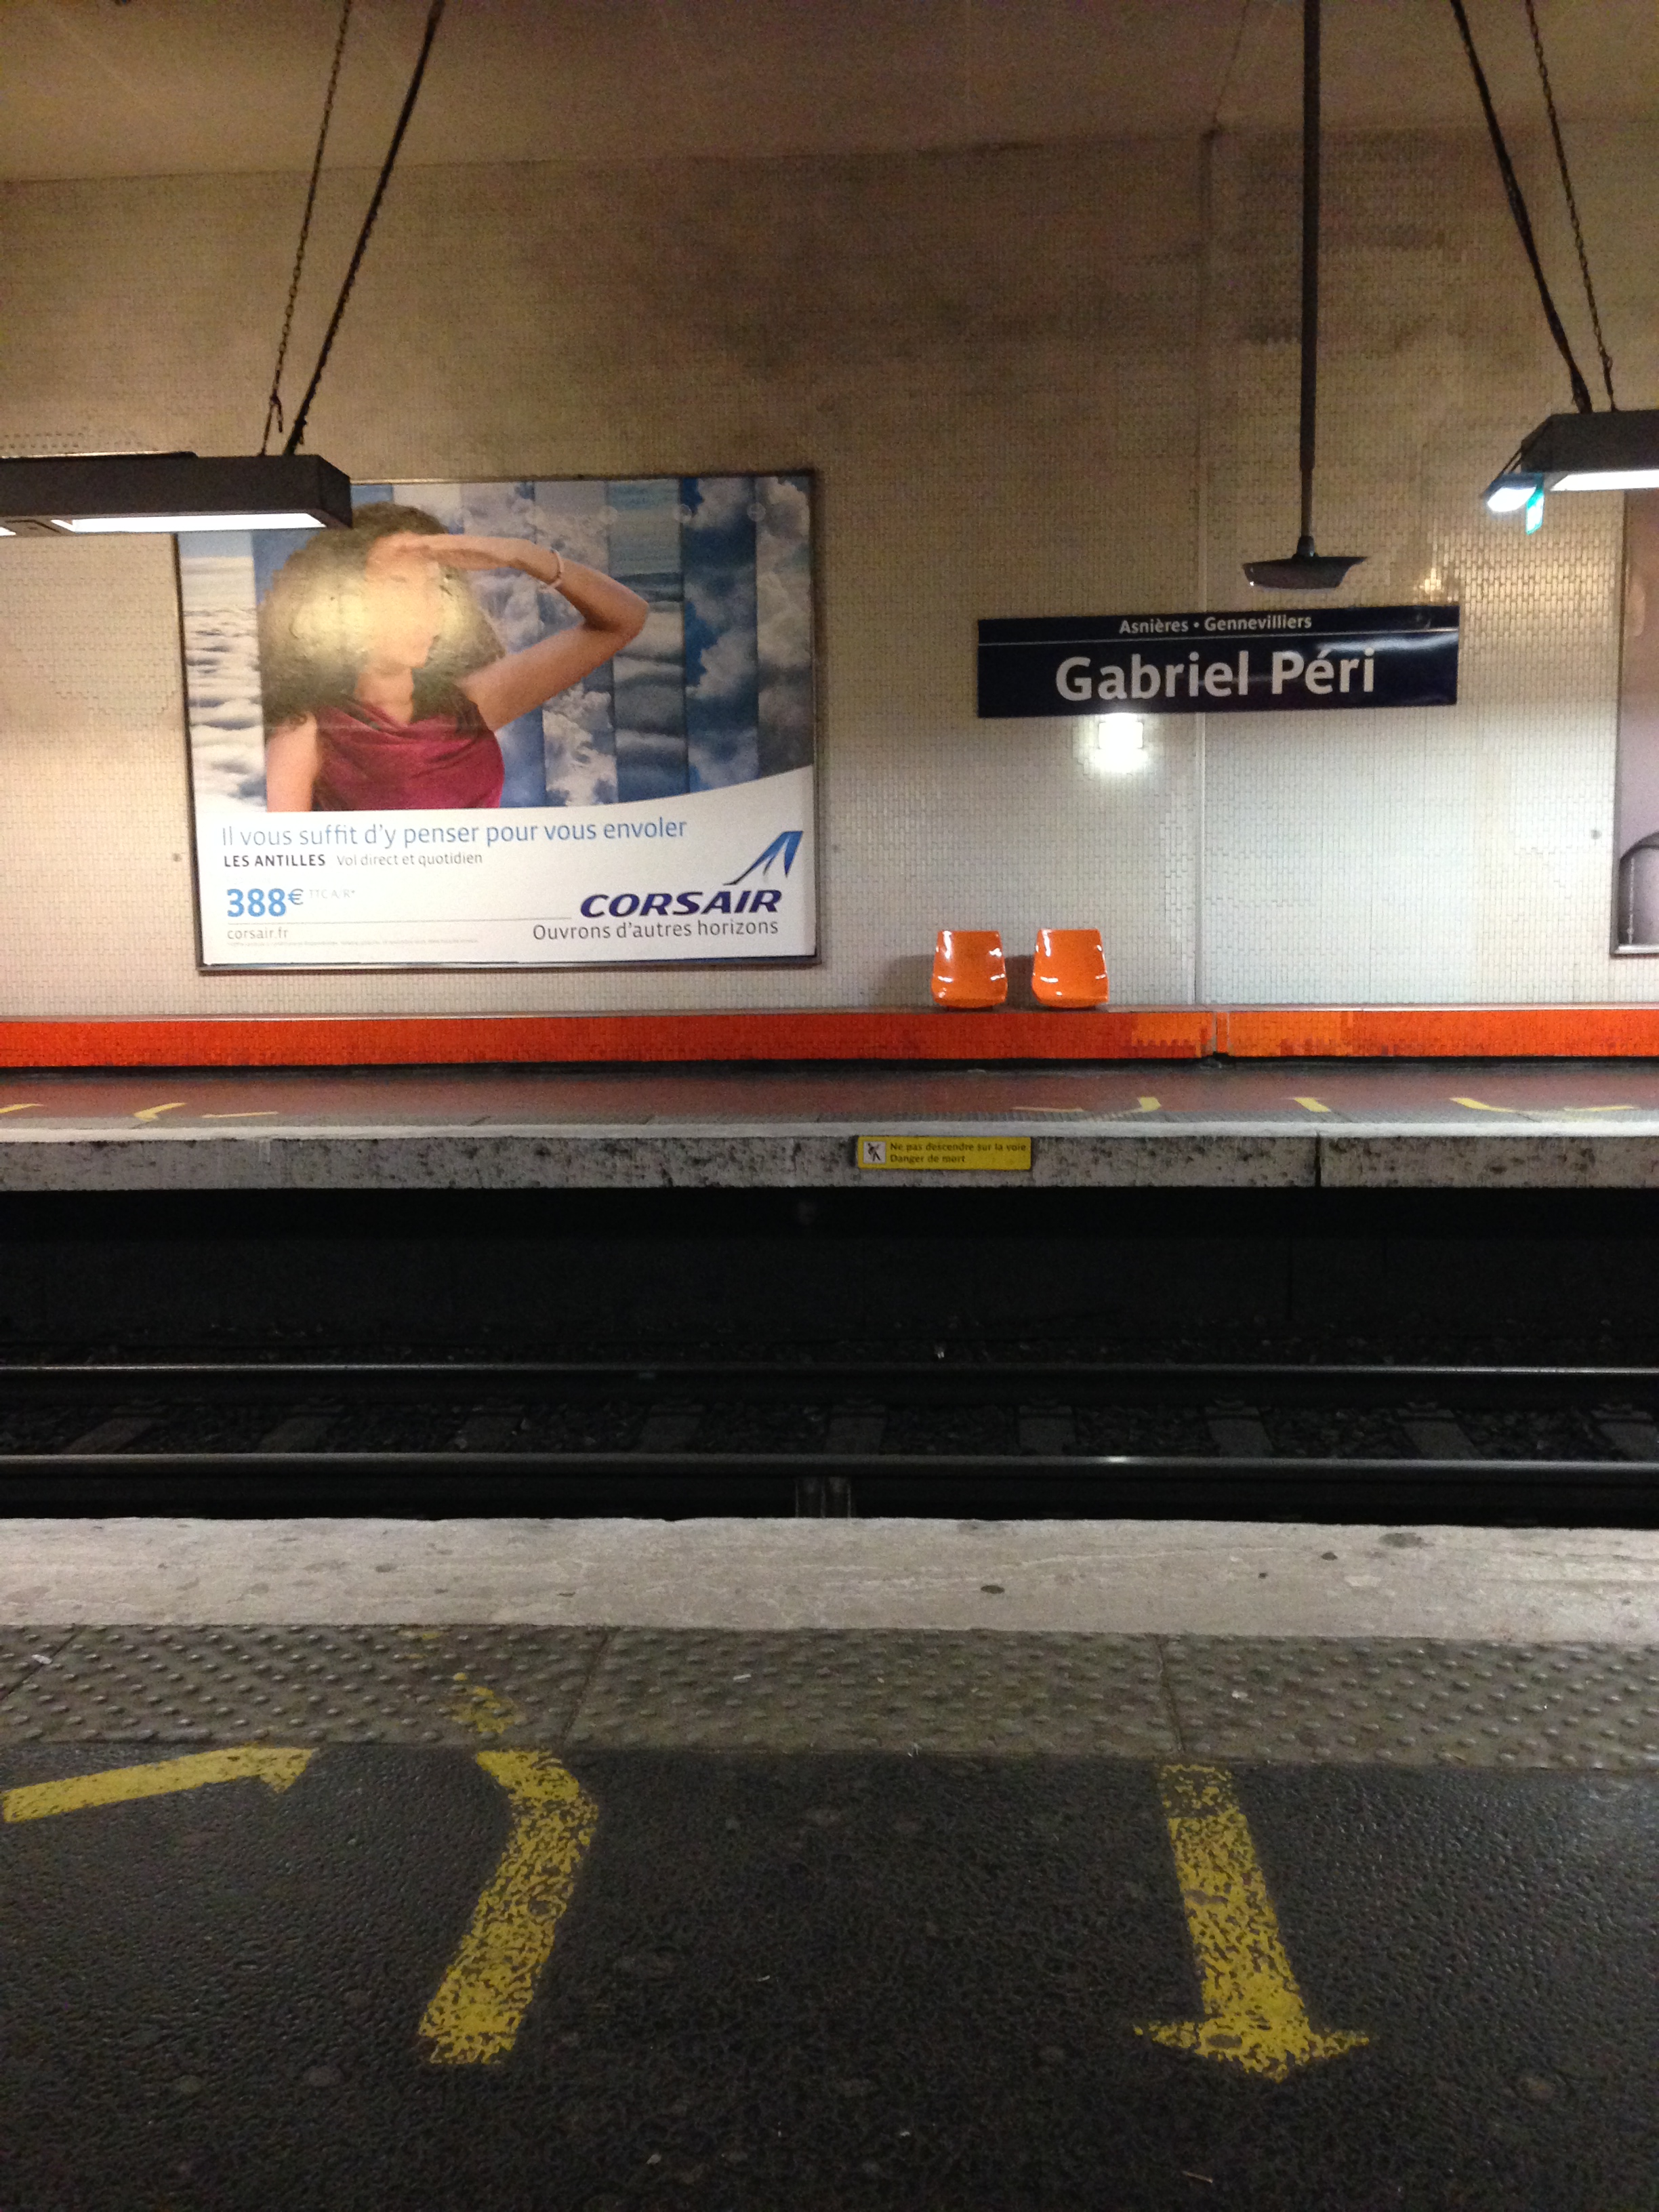 Il vous suffit d'y penser pour vous envoler
LES ANTILLES Vol direct et quotidien
388€ TTC A/R*
corsair.fr
CORSAIR
Ouvrons d'autres horizons
Asnières • Gennevilliers
Gabriel Péri
Ne pas descendre sur la voie
Danger de mort